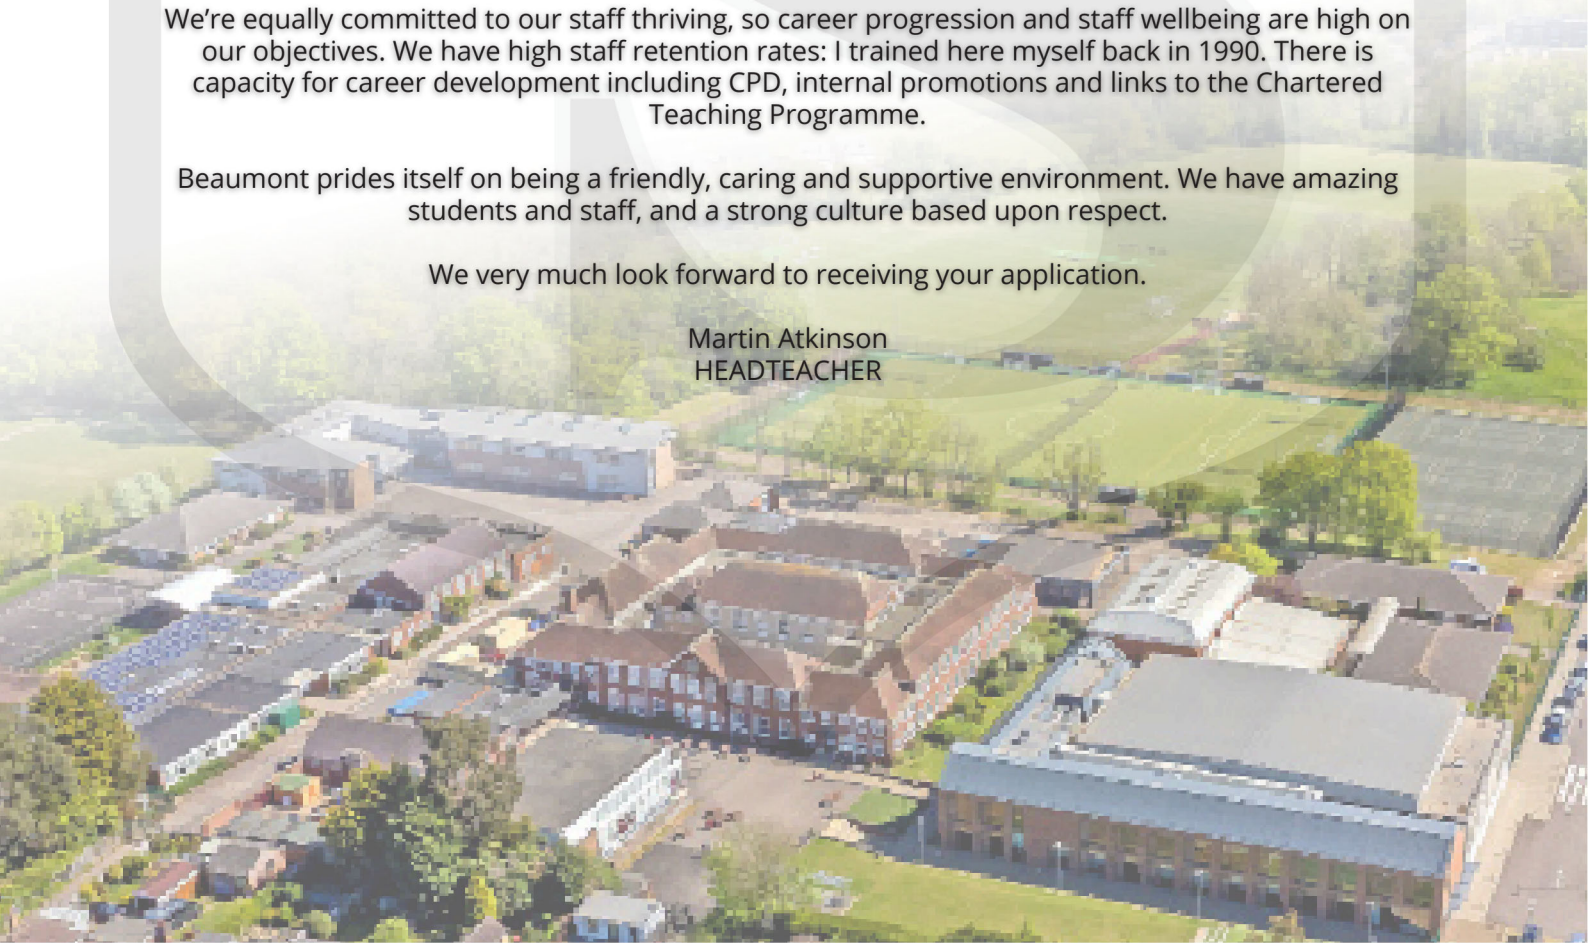 We’re equally committed to our staff thriving, so career progression and staff wellbeing are high on
our objectives. We have high staff retention rates: I trained here myself back in 1990. There is
capacity for career development including CPD, internal promotions and links to the Chartered
Teaching Programme.
Beaumont prides itself on being a friendly, caring and supportive environment. We have amazing
students and staff, and a strong culture based upon respect.
We very much look forward to receiving your application.
Martin Atkinson
HEADTEACHER